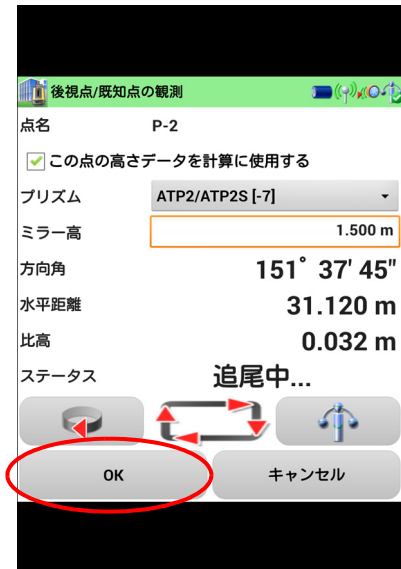 後視点/既知点の観測
点名 P-2
この点の高さデータを計算に使用する
プリズム ATP2/ATP2S [-7]
ミラー高 1.500 m
方向角 151° 37' 45"
水平距離 31.120 m
比高 0.032 m
ステータス 追尾中...
OK キャンセル